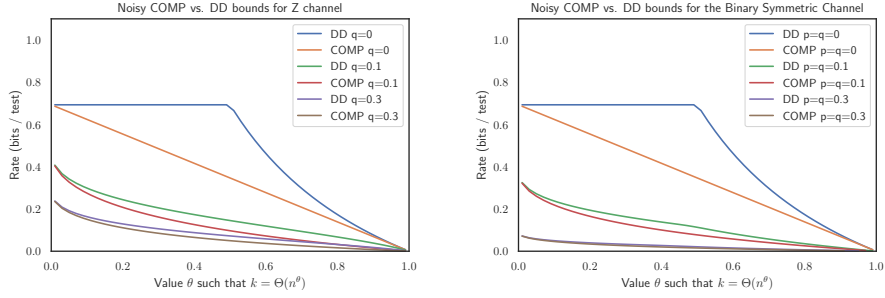 Noisy COMP vs. DD bounds for Z channel
Rate (bits / test)
1.0
0.8
0.6
0.4
0.2
0.0
DD q=0
COMP q=0
DD q=0.1
COMP q=0.1
DD q=0.3
COMP q=0.3
0.0 0.2 0.4 0.6 0.8 1.0
Value θ such that k = Θ(n^θ)
Noisy COMP vs. DD bounds for the Binary Symmetric Channel
Rate (bits / test)
1.0
0.8
0.6
0.4
0.2
0.0
DD p=q=0
COMP p=q=0
DD p=q=0.1
COMP p=q=0.1
DD p=q=0.3
COMP p=q=0.3
0.0 0.2 0.4 0.6 0.8 1.0
Value θ such that k = Θ(n^θ)